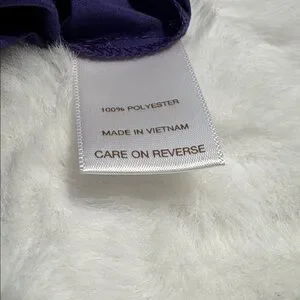 100% POLYESTER
MADE IN VIETNAM
CARE ON REVERSE